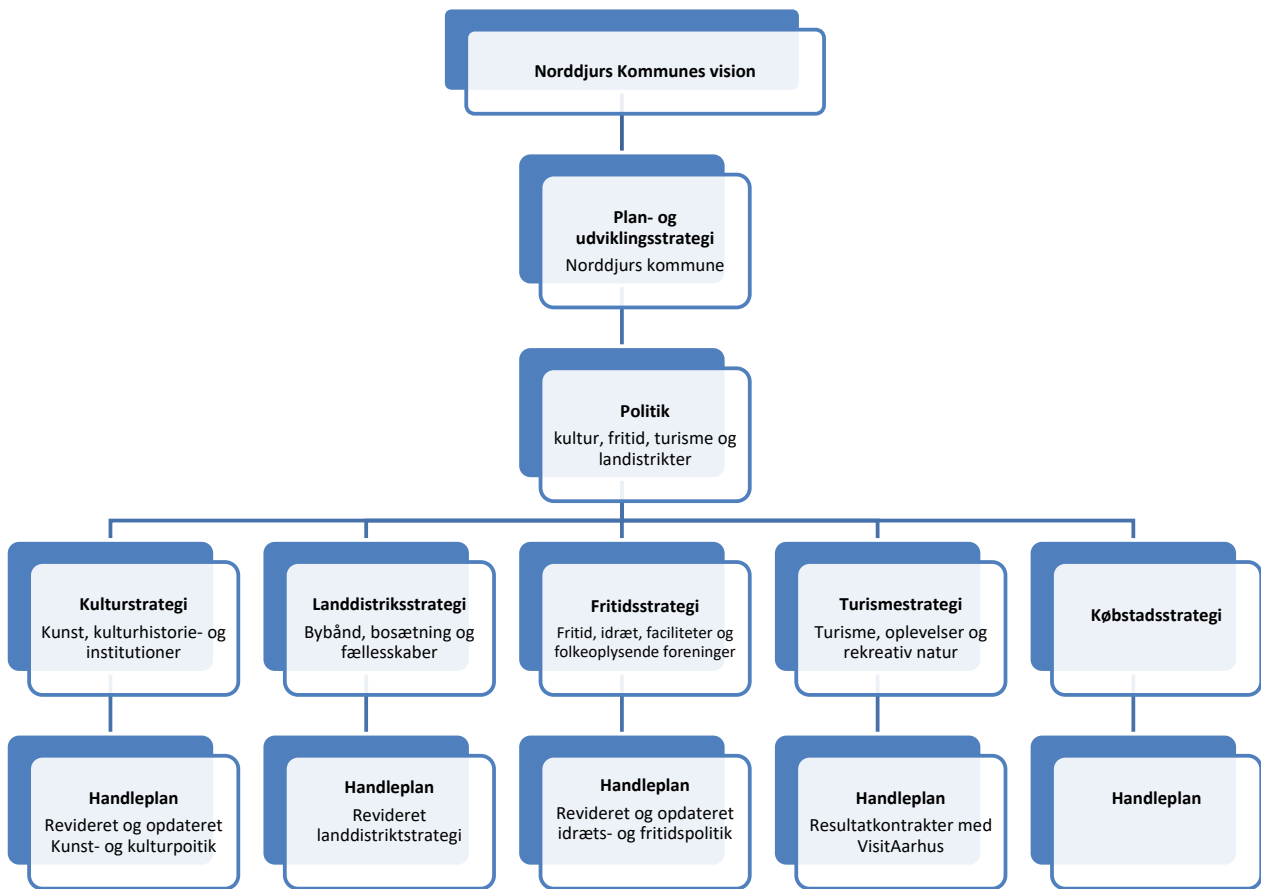 Norddjurs Kommunes vision
Plan- og
udviklingsstrategi
Norddjurs kommune
Politik
kultur, fritid, turisme og
landistrikter
Kulturstrategi
Kunst, kulturhistorie- og
institutioner
Landdistriksstrategi
Bybånd, bosætning og
fællesskaber
Fritidsstrategi
Fritid, idræt, faciliteter og
folkeoplysende foreninger
Turismestrategi
Turisme, oplevelser og
rekreativ natur
Købstadsstrategi
Handleplan
Revideret og opdateret
Kunst- og kulturpoitik
Handleplan
Revideret
landdistriktstrategi
Handleplan
Revideret og opdateret
idræts- og fritidspolitik
Handleplan
Resultatkontrakter med
VisitAarhus
Handleplan